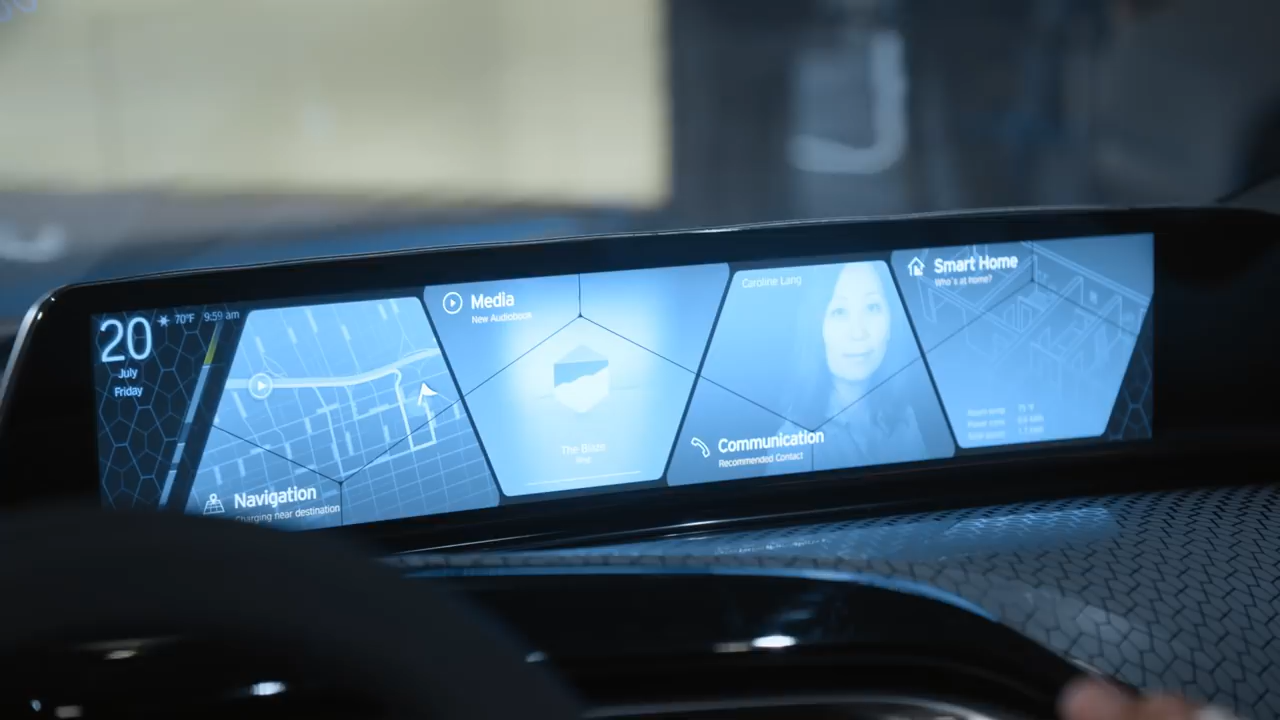 20
July
Friday
70°F 9:59 am
Navigation
Charging near destination
Media
New Audiobook
The Blaze
Caroline Lang
Communication
Recommended Contact
Smart Home
Who's at home?